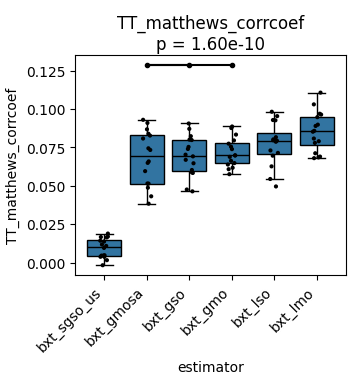 TT_matthews_corrcoef
p = 1.60e-10
0.125
0.100
0.075
0.050
0.025
0.000
TT_matthews_corrcoef
bxt_sgso_us
bxt_gmosa
bxt_gso
bxt_gmo
bxt_lso
bxt_lmo
estimator